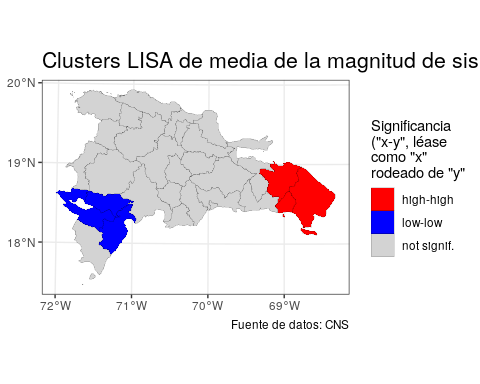 Clusters LISA de media de la magnitud de sis
20°N
19°N
18°N
72°W
71°W
70°W
69°W
Fuente de datos: CNS
Significancia
("x-y", léase
como "x"
rodeado de "y"
high-high
low-low
not signif.